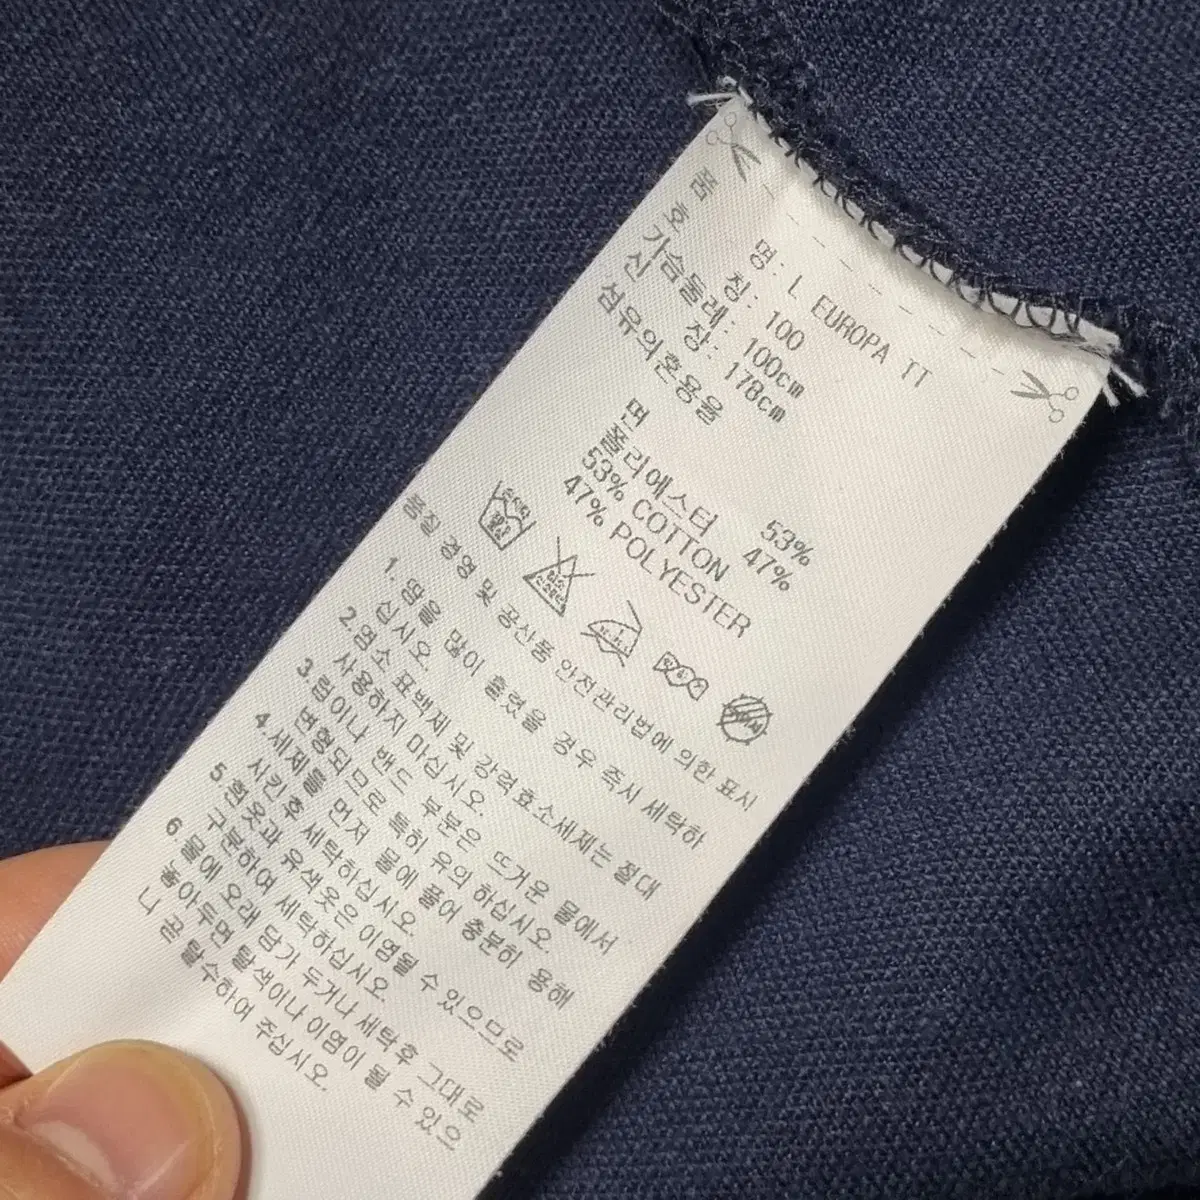 품 명: L EUROPA TT
호 칭: 100
가슴둘레: 100cm
신 장: 178cm
섬유의혼용율
면 53%
폴리에스터 47%
53% COTTON
47% POLYESTER
품질 경영 및 공산품 안전관리법에 의한 표시
1. 땀을 많이 흘렸을 경우 즉시 세탁하
십시오.
2.염소 표백제 및 강력효소세제는 절대
사용하지 마십시오.
3.립이나 밴드 부분은 뜨거운 물에서
변형되므로 특히 유의 하십시오.
4.세제를 먼저 물에 풀어 충분히 용해
시킨후 세탁하십시오.
5.흰옷과 유색옷은 이염될 수 있으므로
구분하여 세탁하십시오.
6 물에 오래 담가 두거나 세탁후 그대로
놓아두면 탈색이나 이염이 될 수 있으
니 곧 탈수하여 주십시오.